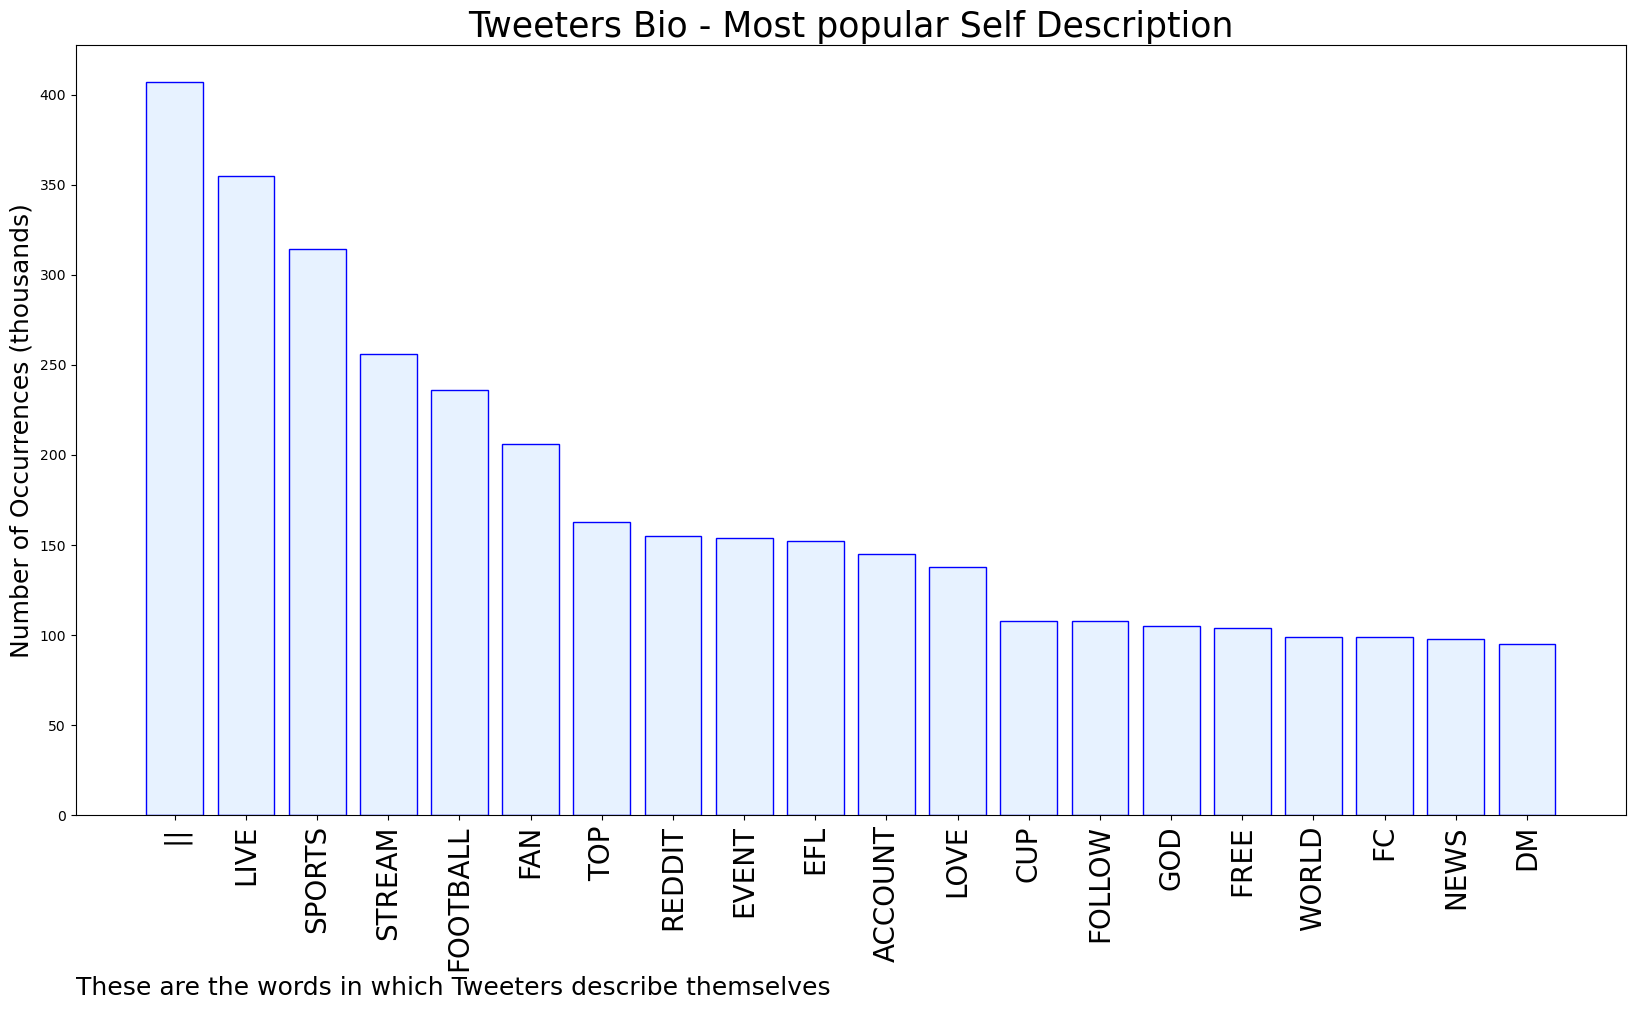 Tweeters Bio - Most popular Self Description
Number of Occurrences (thousands)
400
350
300
250
200
150
100
50
0
||
LIVE
SPORTS
STREAM
FOOTBALL
FAN
TOP
REDDIT
EVENT
EFL
ACCOUNT
LOVE
CUP
FOLLOW
GOD
FREE
WORLD
FC
NEWS
DM
These are the words in which Tweeters describe themselves